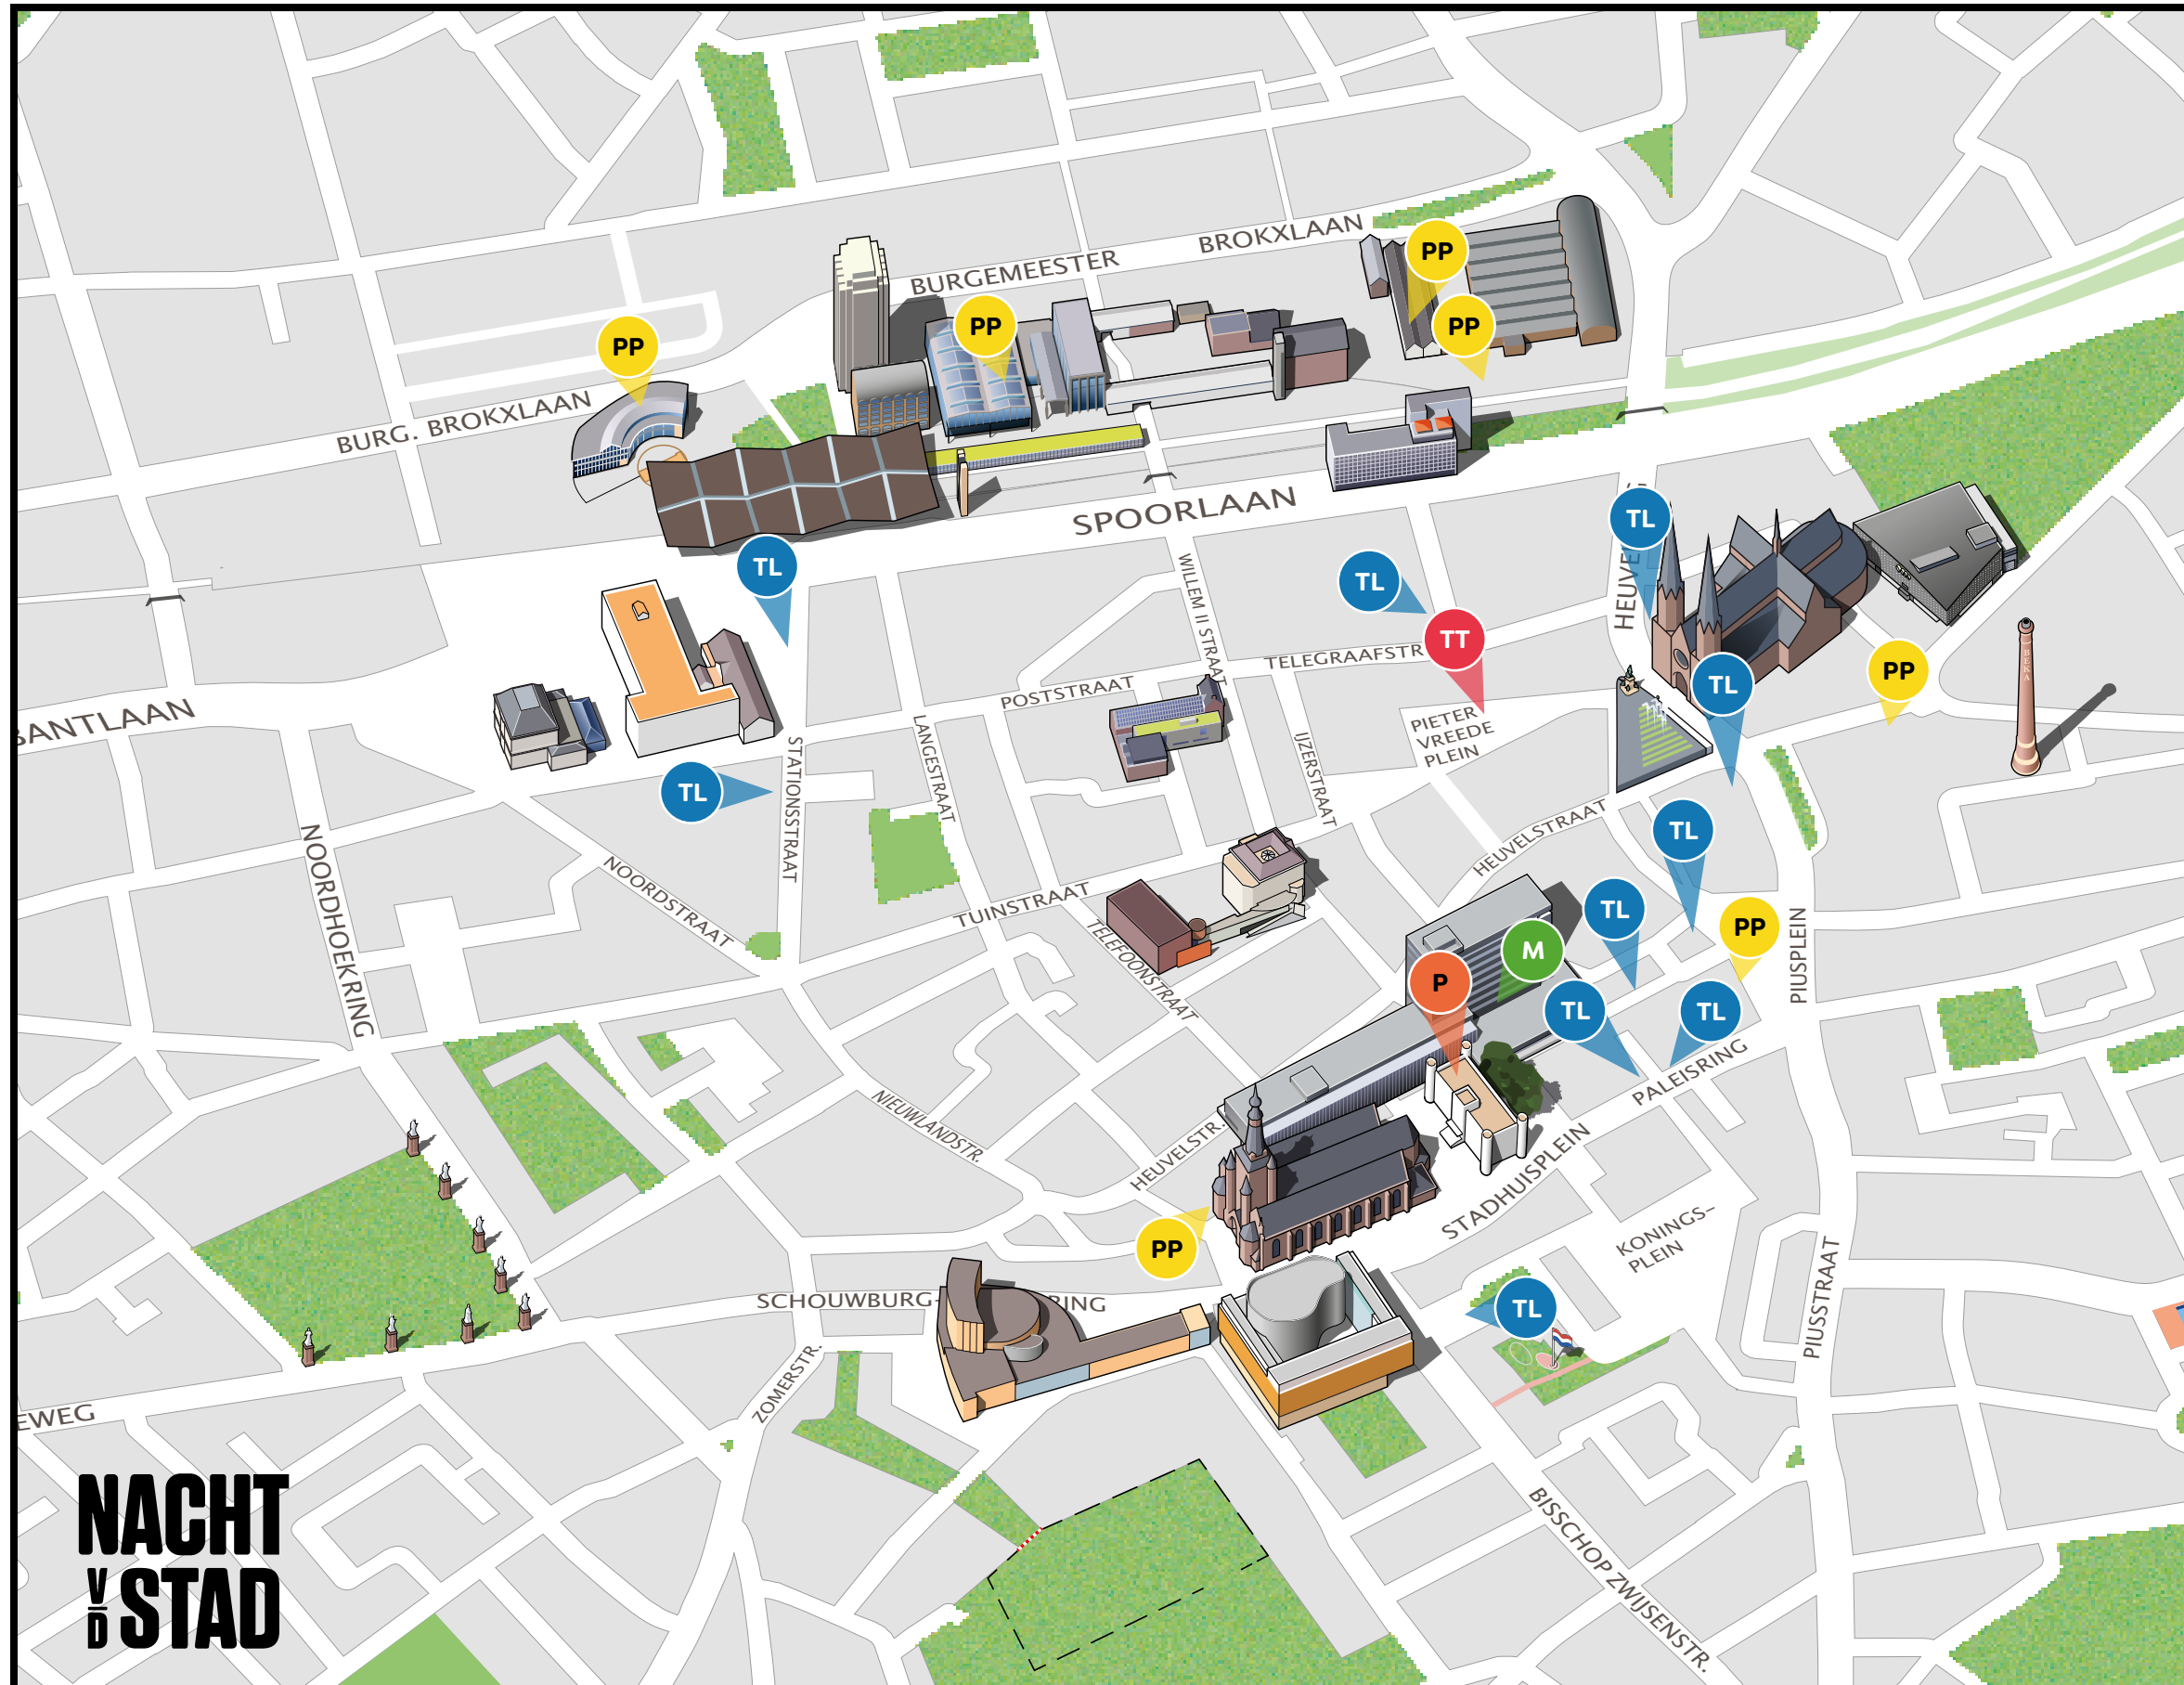 BROKXLAAN
BURGEMEESTER
PP
PP
PP
PP
BURG. BROKXLAAN
SPOORLAAN
TL
TL
TL
TT
HEUVEL
WILLEM II STRAAT
TELEGRAAFSTR
PP
TL
POSTSTRAAT
BANTLAAN
PIETER
VREEDE
PLEIN
LANGESTRAAT
IJZERSTRAAT
STATIONSSTRAAT
TL
HEUVELSTRAAT
TL
NOORDHOEKRING
NOORDSTRAAT
TUINSTRAAT
TELEFOONSTRAAT
TL
PP
M
P
PIUSPLEIN
TL
TL
PALEISRING
NIEUWLANDSTR.
HEUVELSTR.
STADHUISPLEIN
KONINGS-
PLEIN
PP
SCHOUWBURG-
RING
TL
PIUSSTRAAT
ZOMERSTR.
EWEG
BISSCHOP ZWIJSENSTR.
NACHT
V
D
STAD